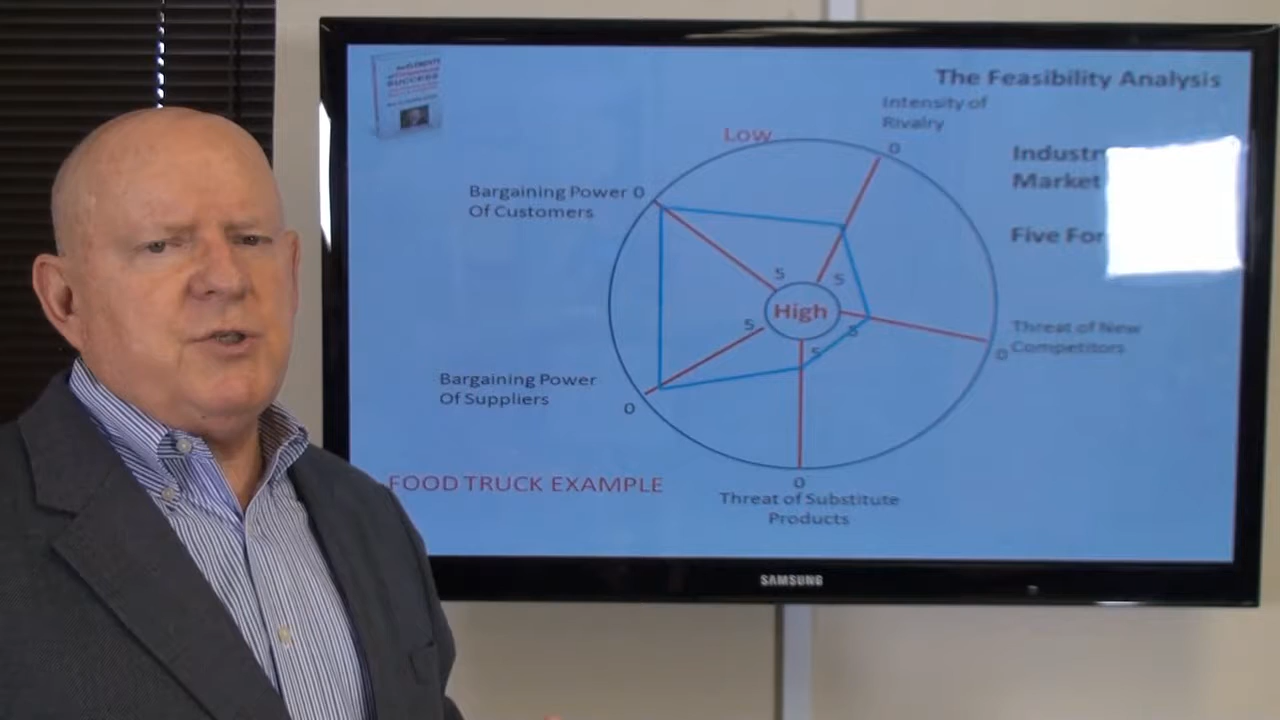 ELEMENTS
SUCCESS
The Feasibility Analysis
Intensity of
Rivalry
0
Low
Industr
Market
Bargaining Power 0
Of Customers
Five For
5
5
High
5
5
5
Threat of New
0 Competitors
Bargaining Power
Of Suppliers
0
FOOD TRUCK EXAMPLE
0
Threat of Substitute
Products
SAMSUNG